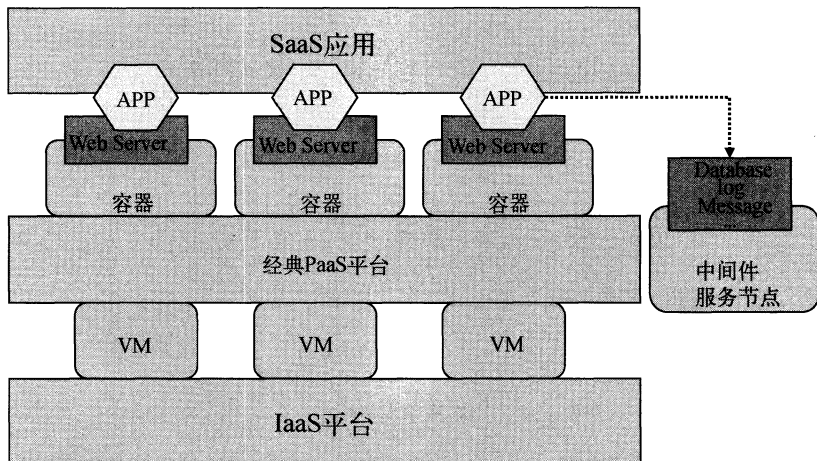 SaaS应用
APP
APP
APP
Web Server
Web Server
Web Server
容器
容器
容器
Database
log
Message
...
中间件
服务节点
经典PaaS平台
VM
VM
VM
IaaS平台